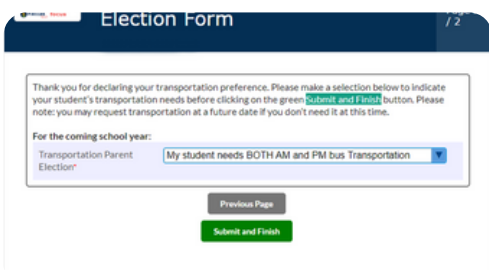 Election Form
/ 2
Thank you for declaring your transportation preference. Please make a selection below to indicate
your student's transportation needs before clicking on the green Submit and Finish button. Please
note: you may request transportation at a future date if you don't need it at this time.
For the coming school year:
Transportation Parent My student needs BOTH AM and PM bus Transportation
Election*
Previous Page
Submit and Finish